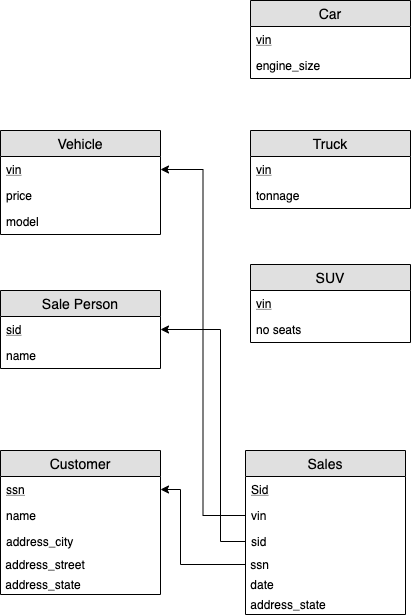 Car
vin
engine_size
Vehicle
vin
price
model
Truck
vin
tonnage
SUV
vin
no seats
Sale Person
sid
name
Customer
ssn
name
address_city
address_street
address_state
Sales
Sid
vin
sid
ssn
date
address_state